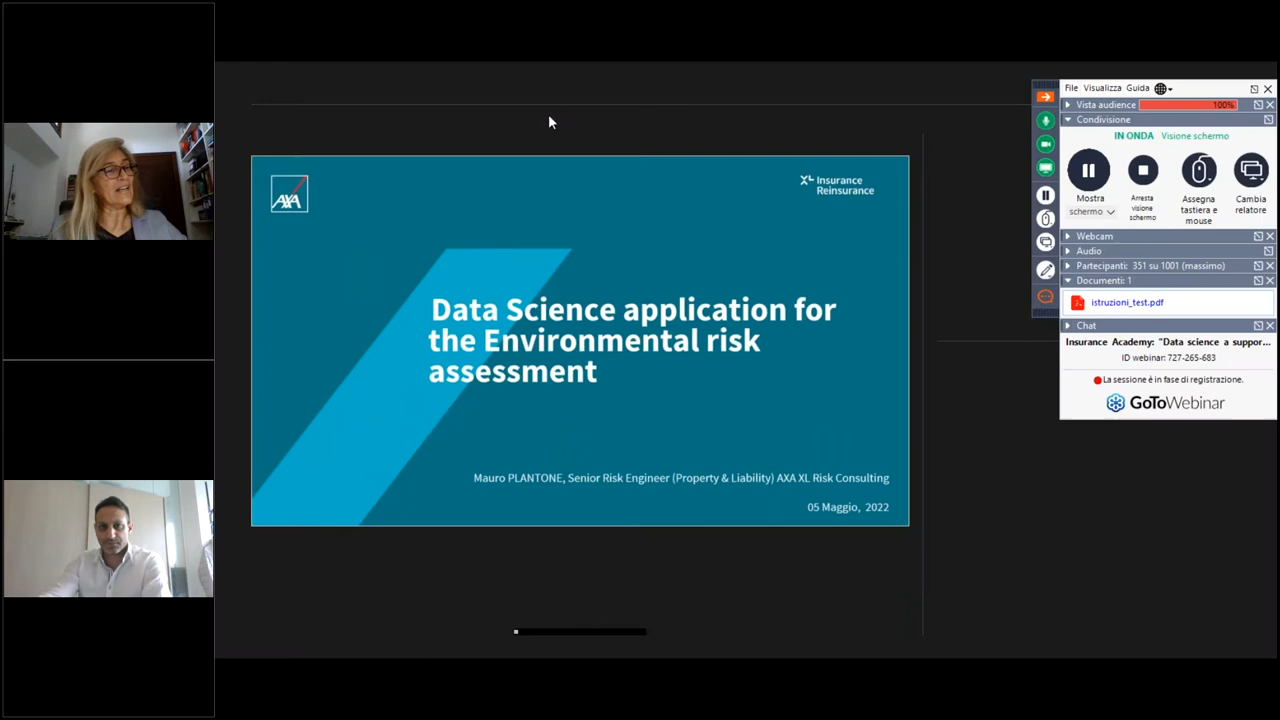 AXA
XL Insurance
Reinsurance
Data Science application for
the Environmental risk
assessment
Mauro PLANTONE, Senior Risk Engineer (Property & Liability) AXA XL Risk Consulting
05 Maggio, 2022
File Visualizza Guida
Vista audience 100%
Condivisione
IN ONDA Visione schermo
Mostra
schermo
Arresta
visione
schermo
Assegna
tastiera e
mouse
Cambia
relatore
Webcam
Audio
Partecipanti: 351 su 1001 (massimo)
Documenti: 1
istruzioni_test.pdf
Chat
Insurance Academy: "Data science a suppor...
ID webinar: 727-265-683
La sessione è in fase di registrazione.
GoToWebinar